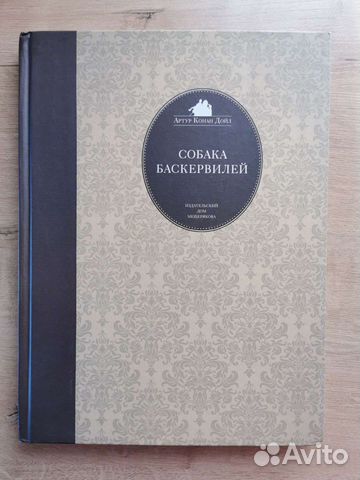 Артур Конан Дойл
СОБАКА
БАСКЕРВИЛЕЙ
ИЗДАТЕЛЬСКИЙ
ДОМ
МЕЩЕРЯКОВА
Avito